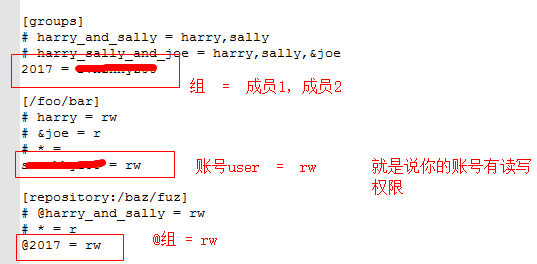 [groups]
# harry_and_sally = harry,sally
# harry_sally_and_joe = harry,sally,&joe
2017 =
组 = 成员1，成员2
[/foo/bar]
# harry = rw
# &joe = r
# * =
s = rw
账号user = rw 就是说你的账号有读写
权限
[repository:/baz/fuz]
# @harry_and_sally = rw
# * = r
@组 = rw
@2017 = rw